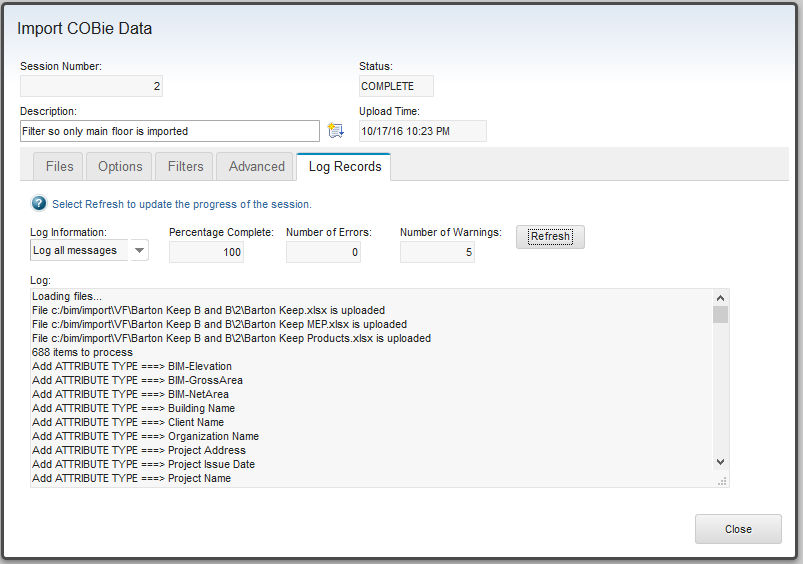 Import COBie Data
Session Number:
Status:
2
COMPLETE
Description:
Upload Time:
Filter so only main floor is imported
10/17/16 10:23 PM
Files Options Filters Advanced Log Records
? Select Refresh to update the progress of the session.
Log Information:
Percentage Complete:
Number of Errors:
Number of Warnings:
Refresh
Log all messages
100
0
5
Log:
Loading files...
File c:/bim/import\VF\Barton Keep B and B\2\Barton Keep.xlsx is uploaded
File c:/bim/import\VF\Barton Keep B and B\2\Barton Keep MEP.xlsx is uploaded
File c:/bim/import\VF\Barton Keep B and B\2\Barton Keep Products.xlsx is uploaded
688 items to process
Add ATTRIBUTE TYPE ===> BIM-Elevation
Add ATTRIBUTE TYPE ===> BIM-GrossArea
Add ATTRIBUTE TYPE ===> BIM-NetArea
Add ATTRIBUTE TYPE ===> Building Name
Add ATTRIBUTE TYPE ===> Client Name
Add ATTRIBUTE TYPE ===> Organization Name
Add ATTRIBUTE TYPE ===> Project Address
Add ATTRIBUTE TYPE ===> Project Issue Date
Add ATTRIBUTE TYPE ===> Project Name
Close